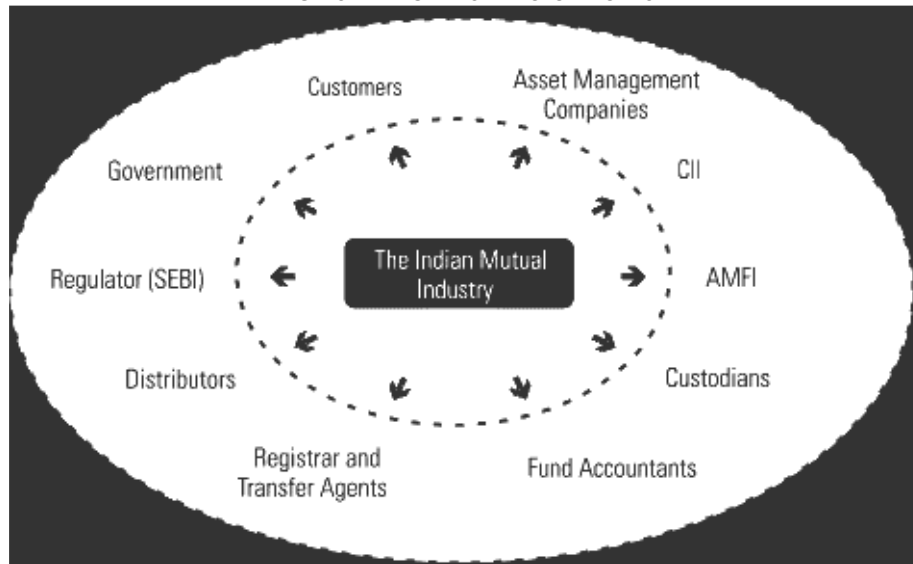 Customers
Asset Management
Companies
Government
CII
The Indian Mutual
Industry
Regulator (SEBI)
AMFI
Distributors
Custodians
Registrar and
Transfer Agents
Fund Accountants